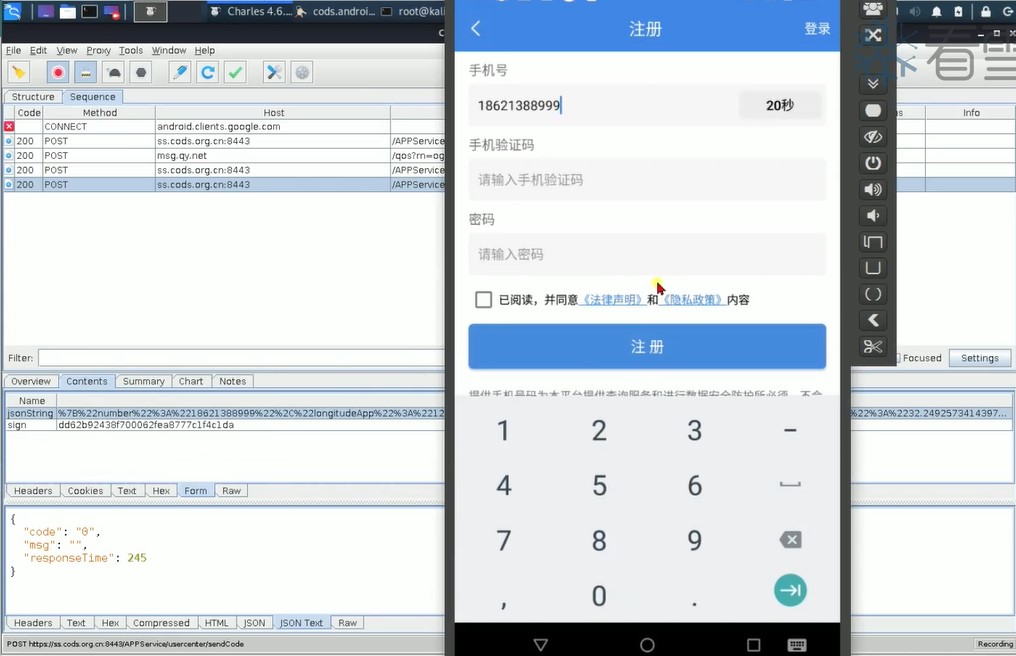 Charles 4.6....
cods.androi...
root@kali
File Edit View Proxy Tools Window Help
Structure Sequence
Code Method Host Info
CONNECT android.clients.google.com
200 POST ss.cods.org.cn:8443 /APPService
200 POST msg.qy.net /qos?rn=og
200 POST ss.cods.org.cn:8443 /APPService
200 POST ss.cods.org.cn:8443 /APPService
Filter: Focused Settings
Overview Contents Summary Chart Notes
Name
jsonString %7B%22number%22%3A%2218621388999%22%2C%22longitudeApp%22%3A%2212 %22%3A%2232.2492573414397...
sign dd62b92438f700062fea8777c1f4c1da
Headers Cookies Text Hex Form Raw
{
"code": "0",
"msg": "",
"responseTime": 245
}
Headers Text Hex Compressed HTML JSON JSON Text Raw
POST https://ss.cods.org.cn:8443/APPService/usercenter/sendCode
Recording
注册 登录
手机号
18621388999 20秒
手机验证码
请输入手机验证码
密码
请输入密码
已阅读，并同意《法律声明》和《隐私政策》内容
注 册
提供手机号码为本平台提供查询服务和进行数据安全防护所必须，不会
1 2 3 -
4 5 6
7 8 9
, 0 .
看雪